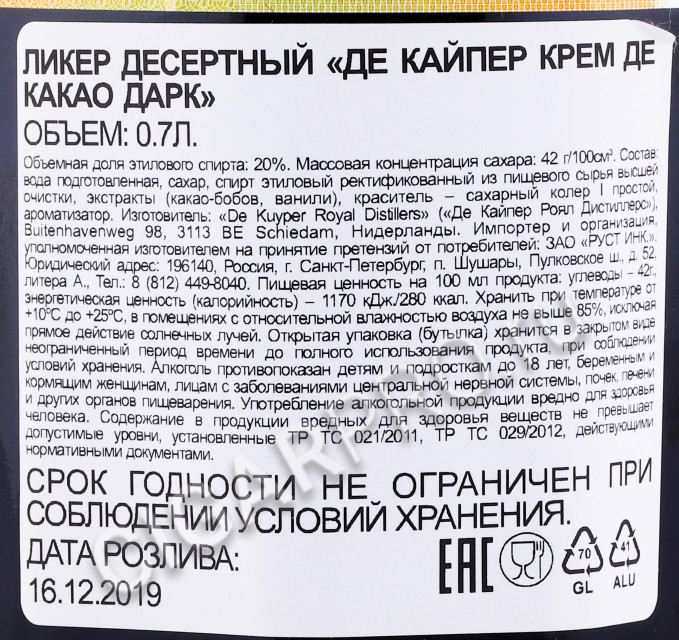 ЛИКЕР ДЕСЕРТНЫЙ «ДЕ КАЙПЕР КРЕМ ДЕ
КАКАО ДАРК»
ОБЪЕМ: 0.7Л.
Объемная доля этилового спирта: 20%. Массовая концентрация сахара: 42 г/100см³. Состав:
вода подготовленная, сахар, спирт этиловый ректификованный из пищевого сырья высшей
очистки, экстракты (какао-бобов, ванили), краситель – сахарный колер I простой,
ароматизатор. Изготовитель: «De Kuyper Royal Distillers» («Де Кайпер Роял Дистиллерс»),
Buitenhavenweg 98, 3113 BE Schiedam, Нидерланды. Импортер и организация,
уполномоченная изготовителем на принятие претензий от потребителей: ЗАО «РУСТ ИНК.».
Юридический адрес: 196140, Россия, г. Санкт-Петербург, п. Шушары, Пулковское ш., д. 52,
литера А., Тел.: 8 (812) 449-8040. Пищевая ценность на 100 мл продукта: углеводы – 42г,
энергетическая ценность (калорийность) – 1170 кДж./280 ккал. Хранить при температуре от
+10°С до +25°С, в помещениях с относительной влажностью воздуха не выше 85%, исключая
прямое действие солнечных лучей. Открытая упаковка (бутылка) хранится в закрытом виде
неограниченный период времени до полного использования продукта, при соблюдении
условий хранения. Алкоголь противопоказан детям и подросткам до 18 лет, беременным и
кормящим женщинам, лицам с заболеваниями центральной нервной системы, почек, печени
и других органов пищеварения. Употребление алкогольной продукции вредно для здоровья
человека. Содержание в продукции вредных для здоровья веществ не превышает
допустимые уровни, установленные ТР ТС 021/2011, ТР ТС 029/2012, действующими
нормативными документами.
СРОК ГОДНОСТИ НЕ ОГРАНИЧЕН ПРИ
СОБЛЮДЕНИИ УСЛОВИЙ ХРАНЕНИЯ.
ДАТА РОЗЛИВА:
16.12.2019
EAC
70
GL
41
ALU
©IGARPRO.ru